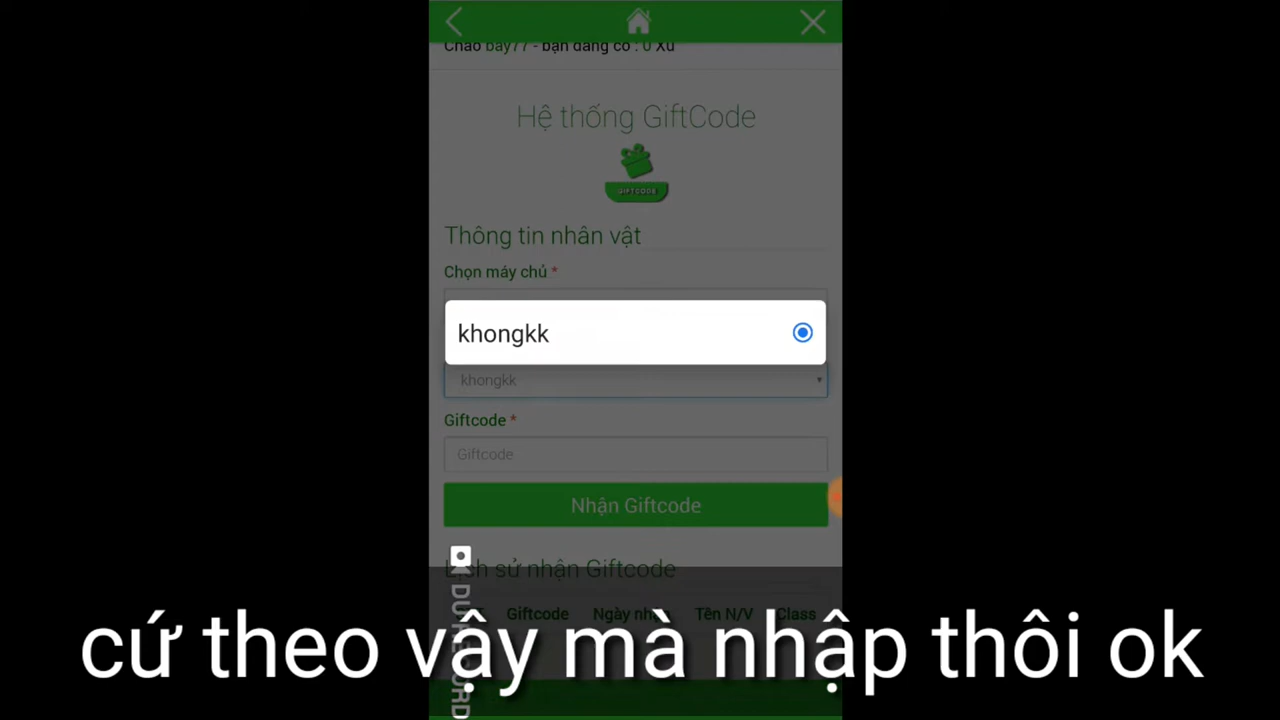 Chào bay77 - bạn đang có : 0 Xu
Hệ thống GiftCode
GIFTCODE
Thông tin nhân vật
Chọn máy chủ *
khongkk
khongkk
Giftcode *
Giftcode
Nhận Giftcode
Lịch sử nhận Giftcode
Giftcode Ngày nhận Tên N/V Class
cứ theo vậy mà nhập thôi ok
DU RECORD